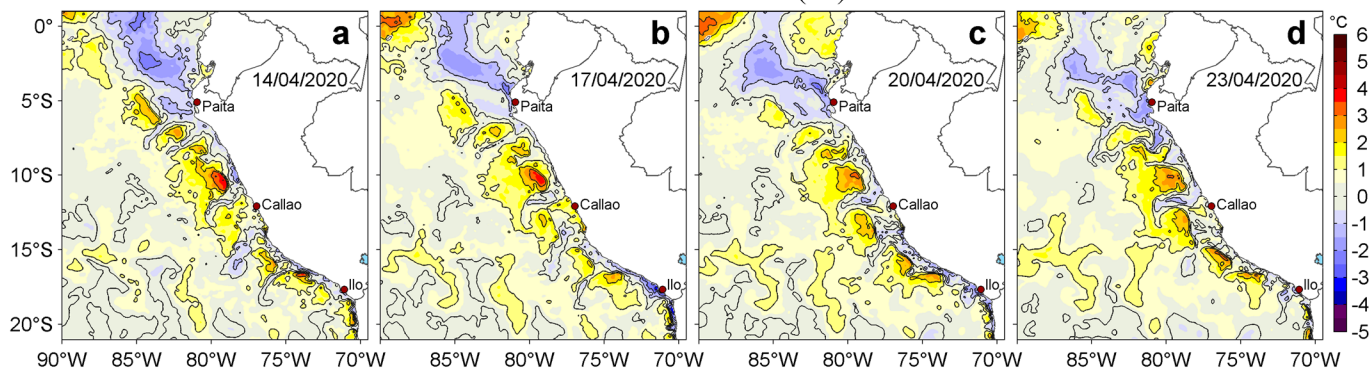 °C
a
14/04/2020
Paita
Callao
Ilo
b
17/04/2020
Paita
Callao
Ilo
c
20/04/2020
Paita
Callao
Ilo
d
23/04/2020
Paita
Callao
Ilo
0°
5°S
10°S
15°S
20°S
90°W 85°W 80°W 75°W 70°W
85°W 80°W 75°W 70°W
85°W 80°W 75°W 70°W
85°W 80°W 75°W 70°W
6
5
4
3
2
1
0
-1
-2
-3
-4
-5